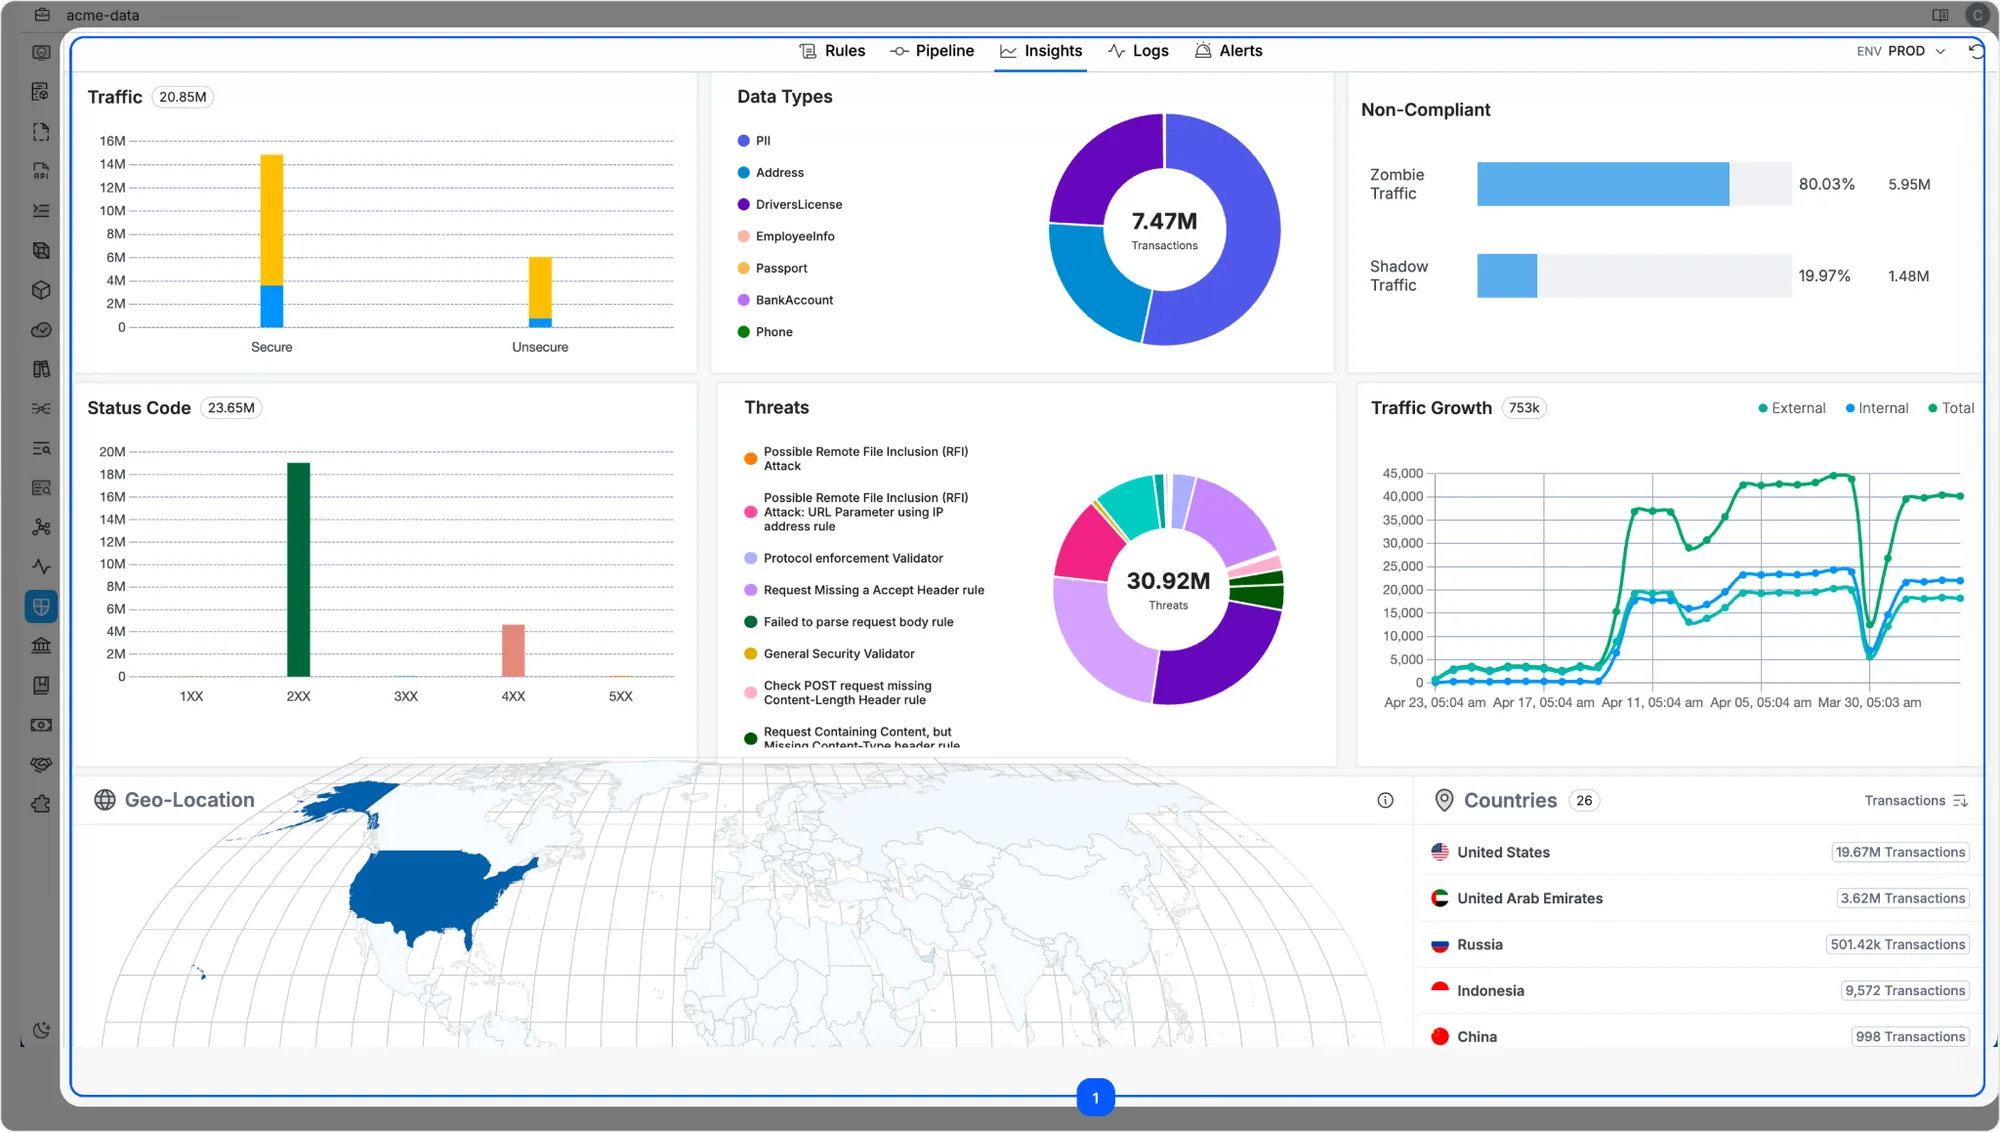 acme-data
C
Rules
Pipeline
Insights
Logs
Alerts
ENV PROD
Traffic 20.85M
16M
14M
12M
10M
8M
6M
4M
2M
0
Secure
Unsecure
Data Types
PII
Address
DriversLicense
EmployeeInfo
Passport
BankAccount
Phone
7.47M
Transactions
Non-Compliant
Zombie
Traffic
80.03%
5.95M
Shadow
Traffic
19.97%
1.48M
Status Code 23.65M
20M
18M
16M
14M
12M
10M
8M
6M
4M
2M
0
1XX
2XX
3XX
4XX
5XX
Threats
Possible Remote File Inclusion (RFI)
Attack
Possible Remote File Inclusion (RFI)
Attack: URL Parameter using IP
address rule
Protocol enforcement Validator
Request Missing a Accept Header rule
Failed to parse request body rule
General Security Validator
Check POST request missing
Content-Length Header rule
Request Containing Content, but
Missing Content-Type header rule
30.92M
Threats
Traffic Growth 753k
External
Internal
Total
45,000
40,000
35,000
30,000
25,000
20,000
15,000
10,000
5,000
0
Apr 23, 05:04 am
Apr 17, 05:04 am
Apr 11, 05:04 am
Apr 05, 05:04 am
Mar 30, 05:03 am
Geo-Location
Countries 26
Transactions
United States
19.67M Transactions
United Arab Emirates
3.62M Transactions
Russia
501.42k Transactions
Indonesia
9,572 Transactions
China
998 Transactions
1
API